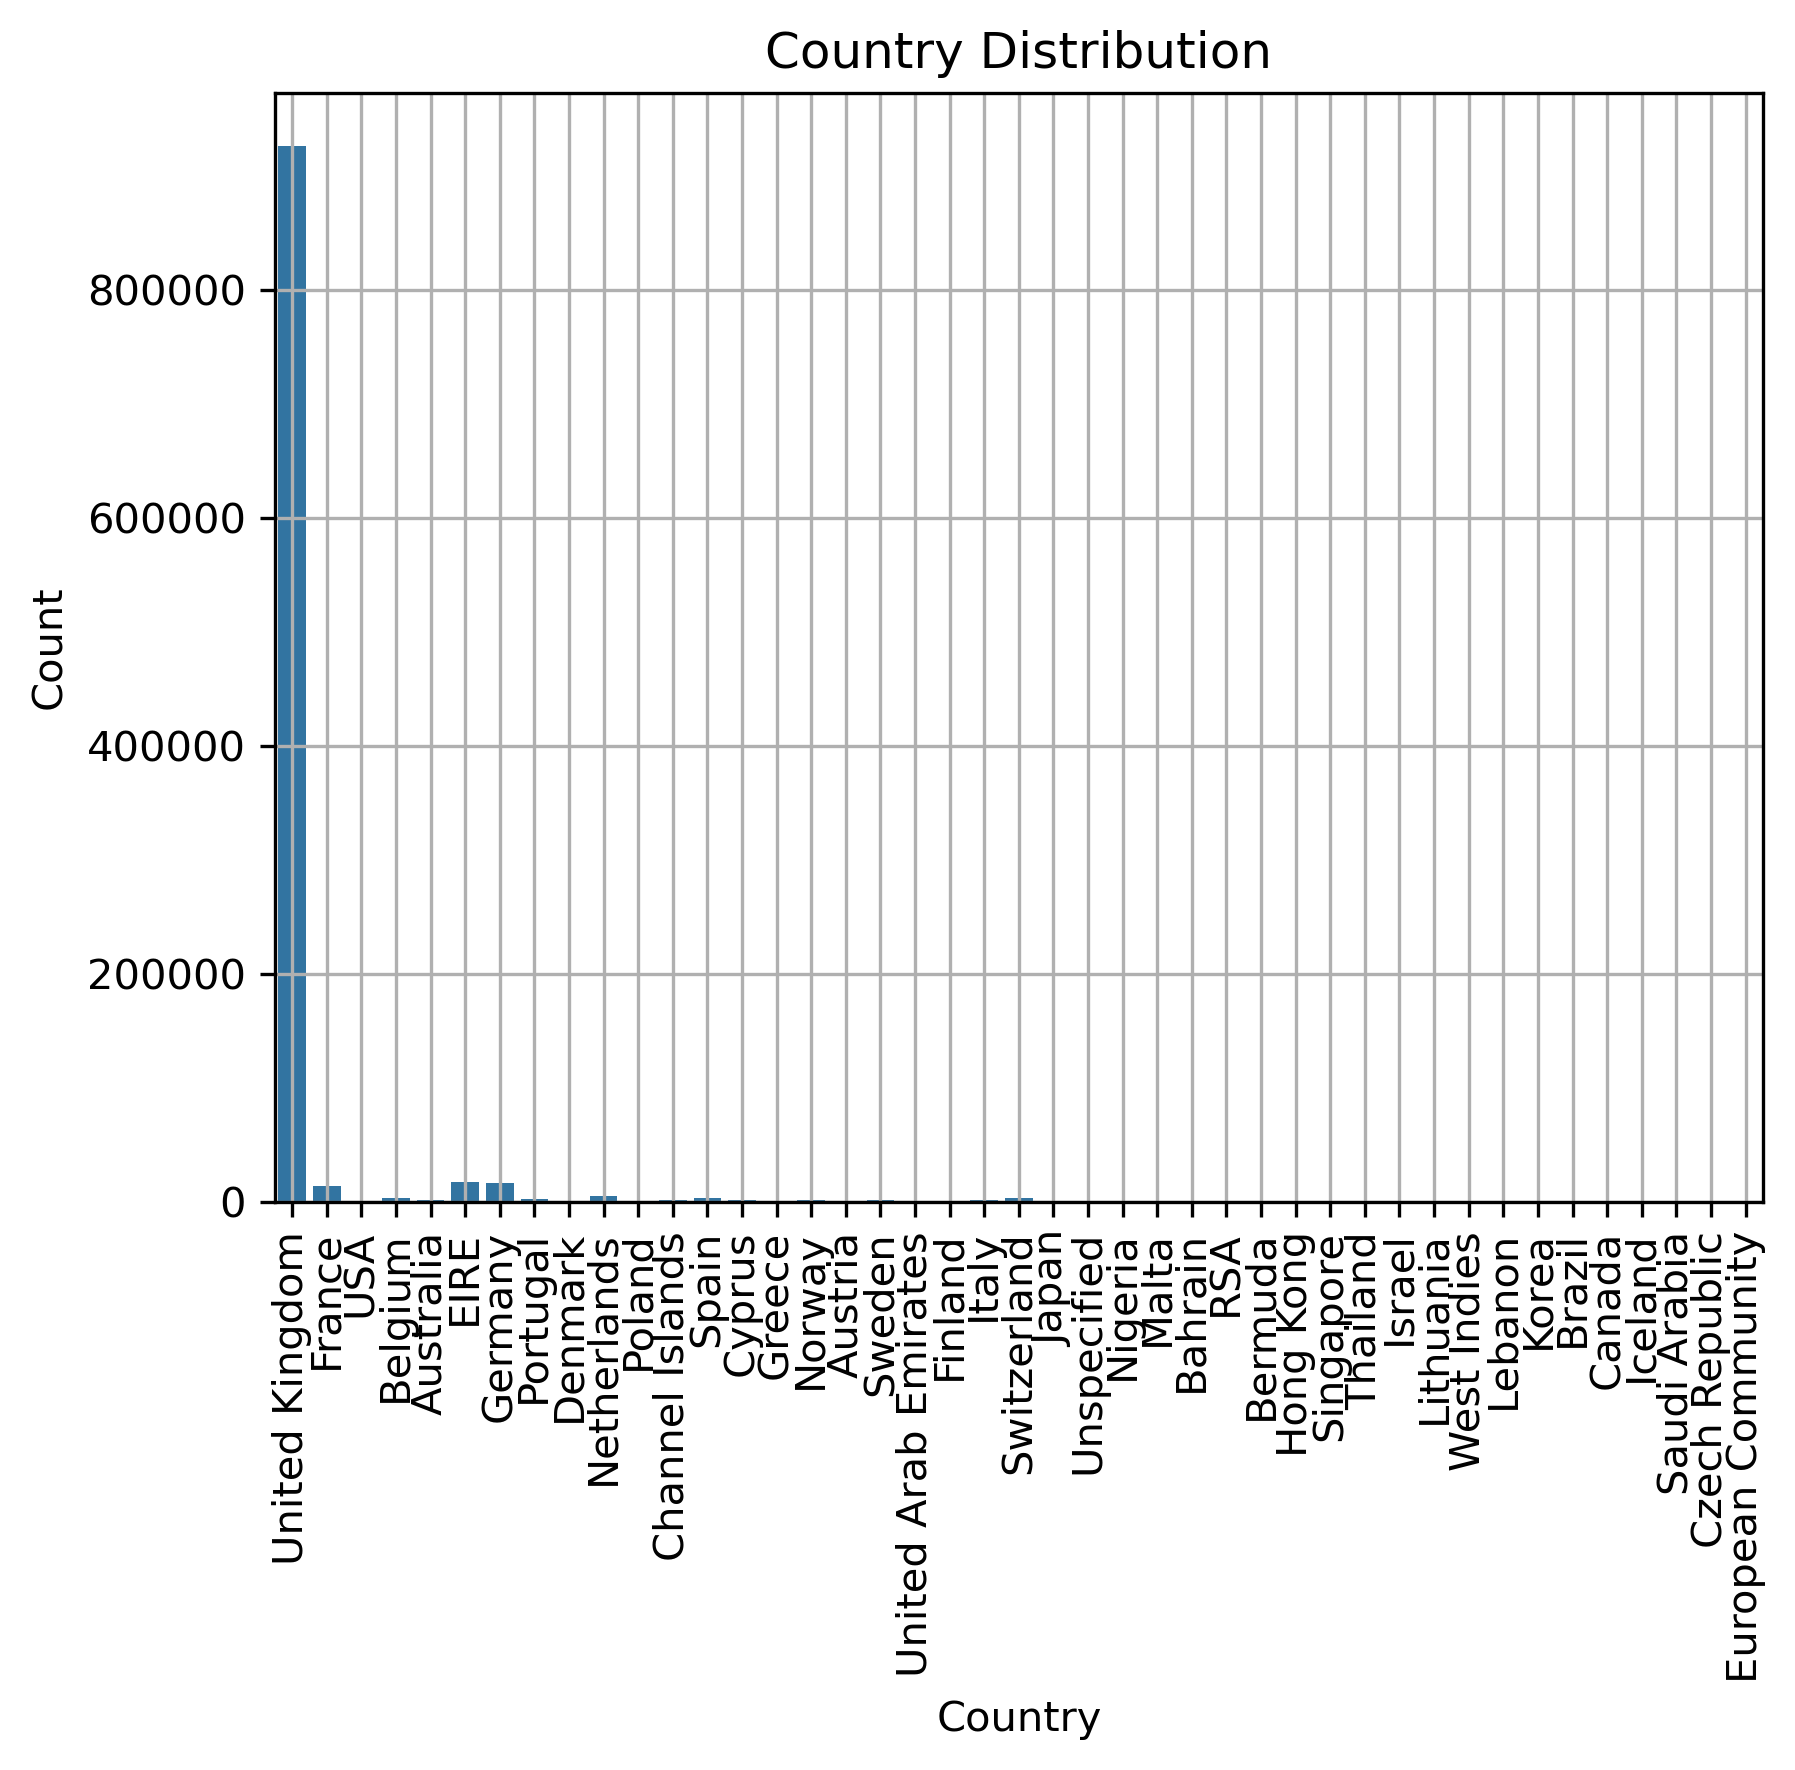 Country Distribution
Count
800000
600000
400000
200000
0
United Kingdom
France
USA
Belgium
Australia
EIRE
Germany
Portugal
Denmark
Netherlands
Poland
Channel Islands
Spain
Cyprus
Greece
Norway
Austria
Sweden
United Arab Emirates
Finland
Italy
Switzerland
Japan
Unspecified
Nigeria
Malta
Bahrain
RSA
Bermuda
Hong Kong
Singapore
Thailand
Israel
Lithuania
West Indies
Lebanon
Korea
Brazil
Canada
Iceland
Saudi Arabia
Czech Republic
European Community
Country